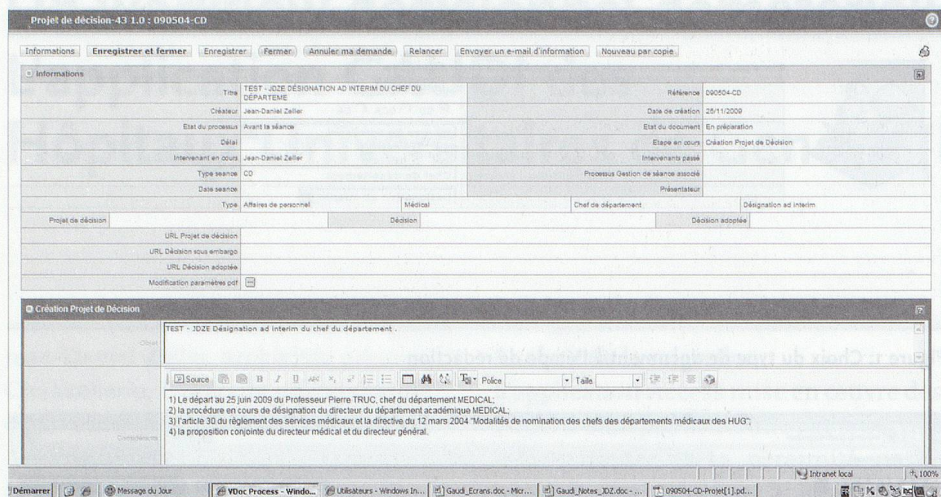 Projet de décision-43 1.0 : 090504-CD
Informations Enregistrer et fermer Enregistrer Fermer Annuler ma demande Relancer Envoyer un e-mail d'information Nouveau par copie
Informations
Titre TEST - JDZE DÉSIGNATION AD INTERIM DU CHEF DU DÉPARTEME Référence 090504-CD
Créateur Jean-Daniel Zeller Date de création 25/11/2009
Etat du processus Avant la séance Etat du document En préparation
Délai Etape en cours Création Projet de Décision
Intervenant en cours Jean-Daniel Zeller Intervenants passé
Type seance CD Processus Gestion de séance associé
Date seance Présentateur
Type Affaires de personnel Médical Chef de département Désignation ad interim
Projet de décision Décision Décision adoptée
URL Projet de décision
URL Décision sous embargo
URL Décision adoptée
Modification paramètres pdf
Création Projet de Décision
Objet TEST - JDZE Désignation ad interim du chef du département .
Source B I U ABC Police Taille
1) Le départ au 25 juin 2009 du Professeur Pierre TRUC, chef du département MEDICAL;
2) la procédure en cours de désignation du directeur du département académique MEDICAL;
3) l'article 30 du règlement des services médicaux et la directive du 12 mars 2004 "Modalités de nomination des chefs des départements médicaux des HUG";
4) la proposition conjointe du directeur médical et du directeur général.
Intranet local 100%
Démarrer Message du Jour VDoc Process - Windo... Utilisateurs - Windows In... Gaudi_Ecrans.doc - Micr... Gaudi_Notes_JDZ.doc - ... 090504-CD-Projet[1].pd...